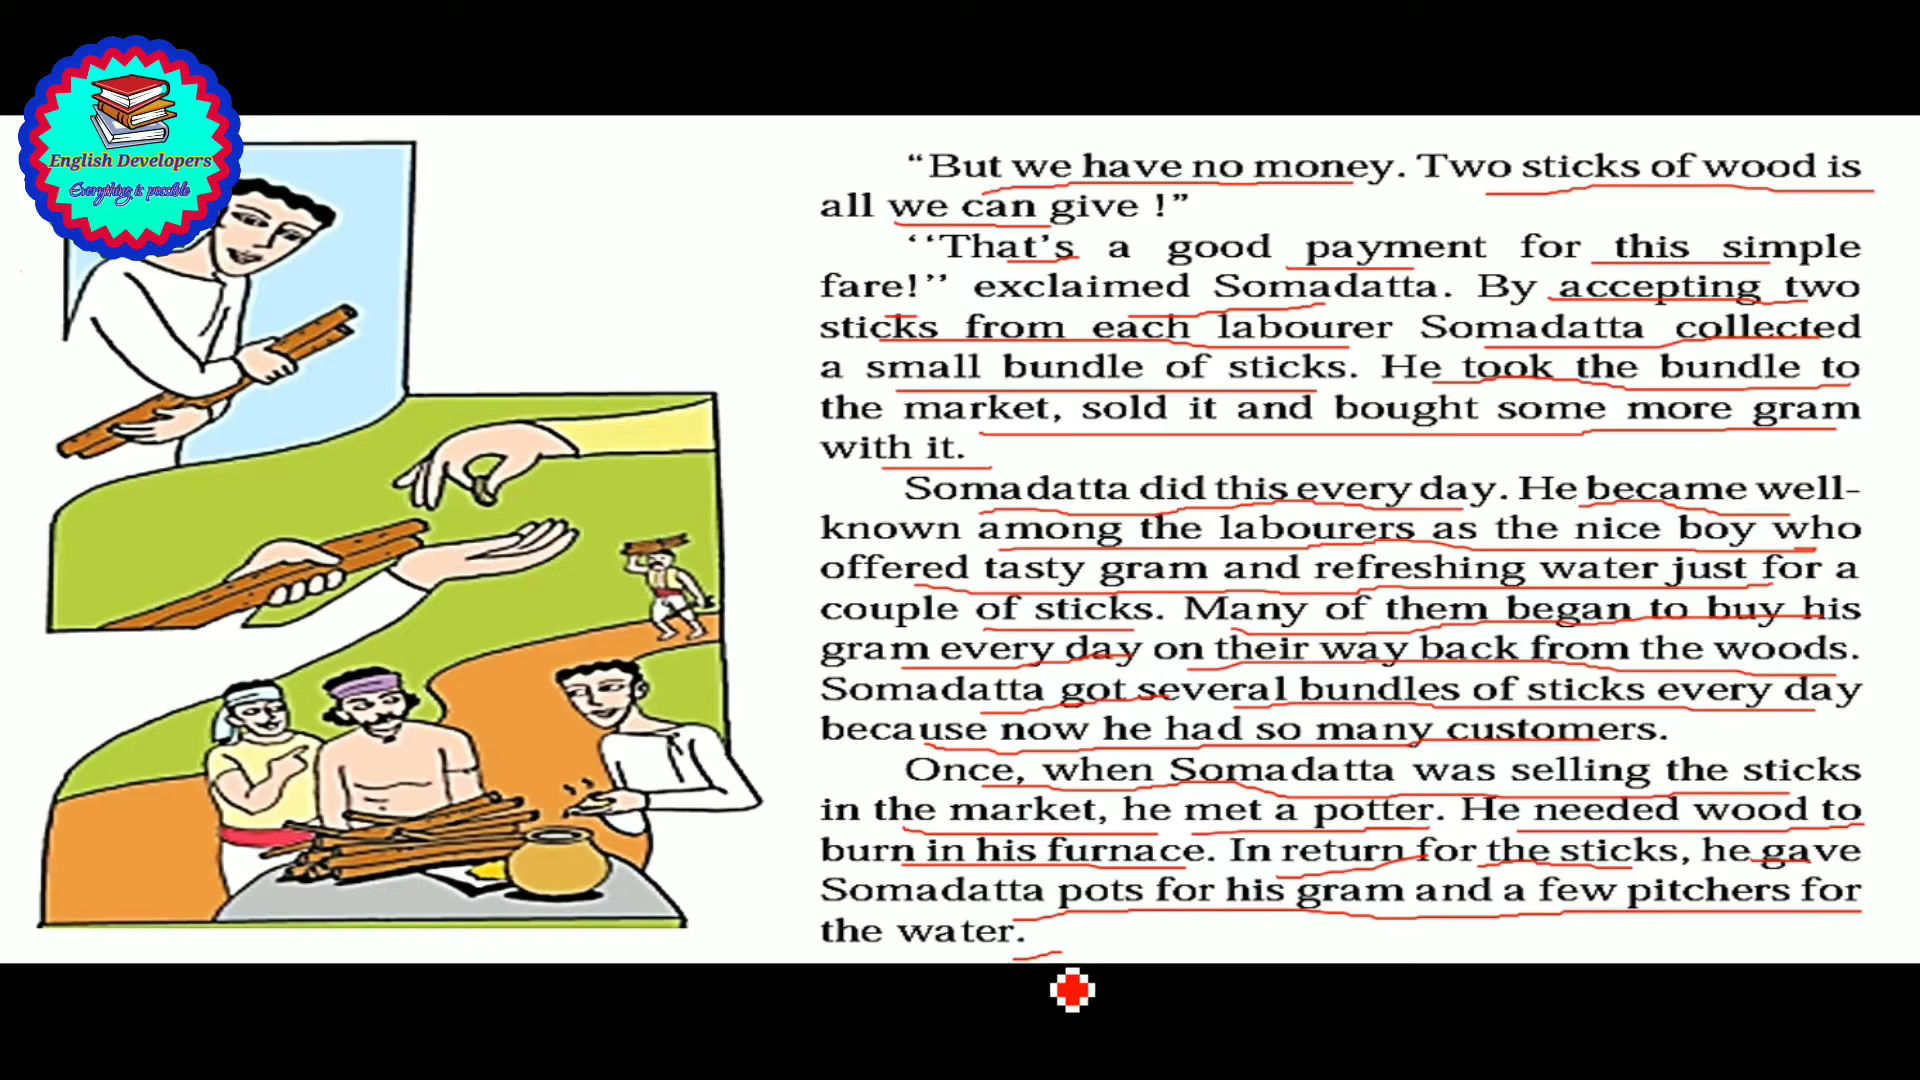 English Developers
Everything is possible
“But we have no money. Two sticks of wood is
all we can give !”
‘‘That’s a good payment for this simple
fare!’’ exclaimed Somadatta. By accepting two
sticks from each labourer Somadatta collected
a small bundle of sticks. He took the bundle to
the market, sold it and bought some more gram
with it.
Somadatta did this every day. He became well-
known among the labourers as the nice boy who
offered tasty gram and refreshing water just for a
couple of sticks. Many of them began to buy his
gram every day on their way back from the woods.
Somadatta got several bundles of sticks every day
because now he had so many customers.
Once, when Somadatta was selling the sticks
in the market, he met a potter. He needed wood to
burn in his furnace. In return for the sticks, he gave
Somadatta pots for his gram and a few pitchers for
the water.